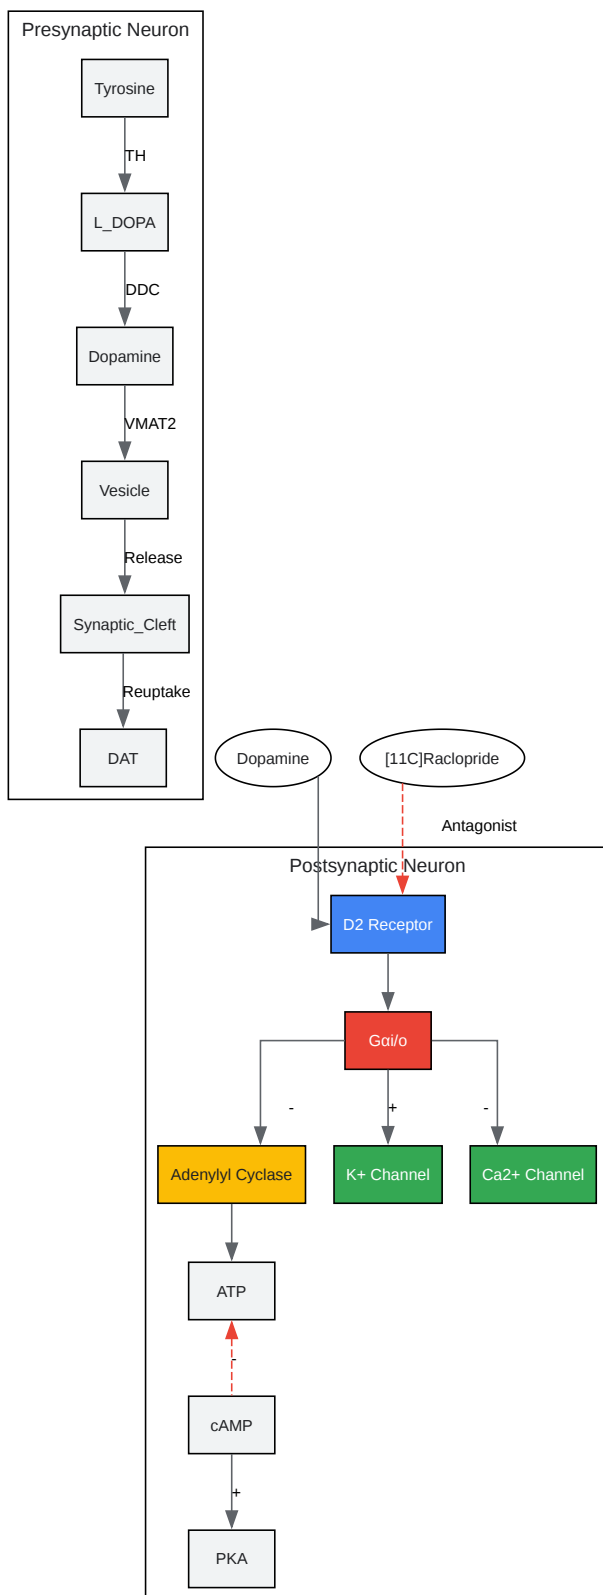 Presynaptic Neuron
Tyrosine
TH
L_DOPA
DDC
Dopamine
VMAT2
Vesicle
Release
Synaptic_Cleft
Reuptake
DAT
Dopamine
[11C]Raclopride
Antagonist
Postsynaptic Neuron
D2 Receptor
Gαi/o
-
+
-
Adenylyl Cyclase
K+ Channel
Ca2+ Channel
ATP
-
cAMP
+
PKA